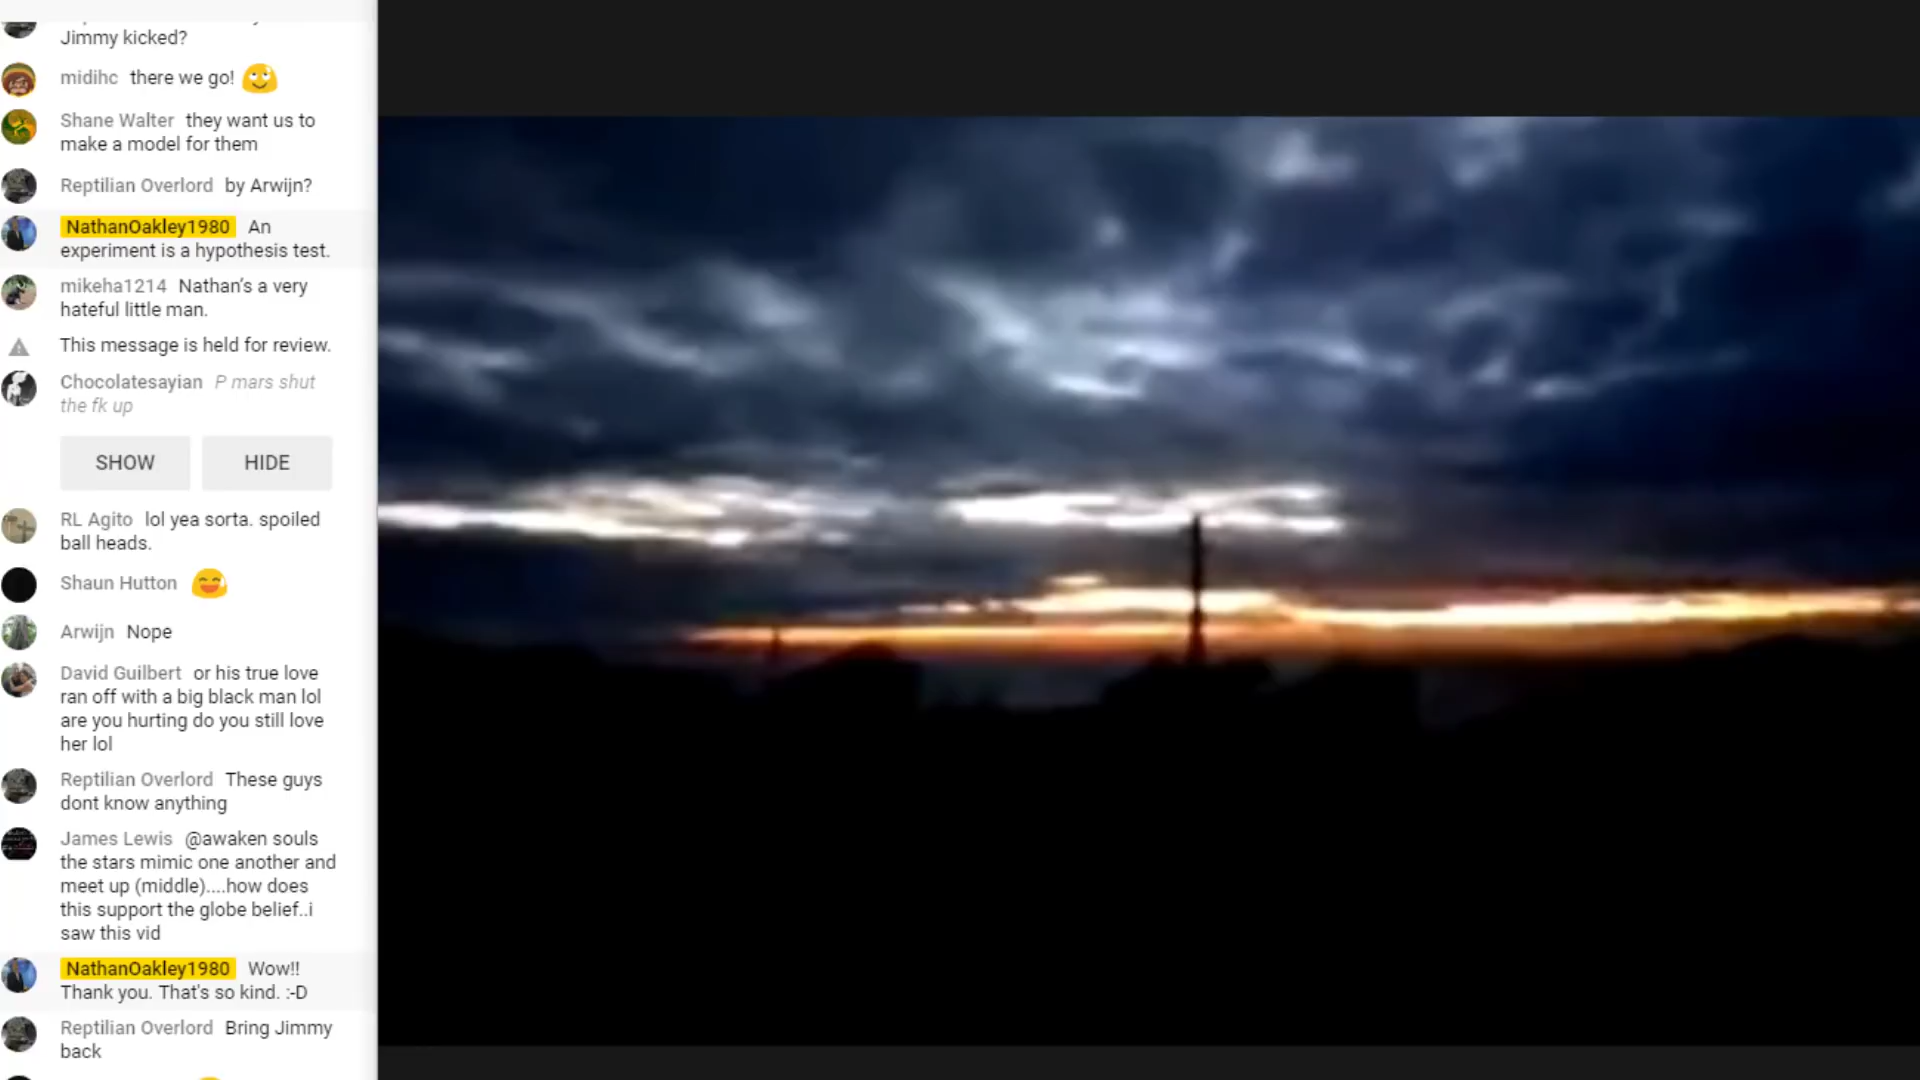 Jimmy kicked?
midihc there we go!
Shane Walter they want us to
make a model for them
Reptilian Overlord by Arwijn?
NathanOakley1980 An
experiment is a hypothesis test.
mikeha1214 Nathan's a very
hateful little man.
This message is held for review.
Chocolatesayian P mars shut
the fk up
SHOW HIDE
RL Agito lol yea sorta. spoiled
ball heads.
Shaun Hutton
Arwijn Nope
David Guilbert or his true love
ran off with a big black man lol
are you hurting do you still love
her lol
Reptilian Overlord These guys
dont know anything
James Lewis @awaken souls
the stars mimic one another and
meet up (middle)....how does
this support the globe belief..i
saw this vid
NathanOakley1980 Wow!!
Thank you. That's so kind. :-D
Reptilian Overlord Bring Jimmy
back